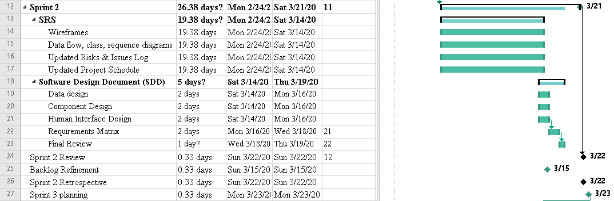 12 Sprint 2 26.38 days? Mon 2/24/2 Sat 3/21/20 11 3/21
13 SRS 19.38 days Mon 2/24/2 Sat 3/14/20
14 Wireframes 19.38 days Mon 2/24/20 Sat 3/14/20
15 Data flow, class, sequence diagrams 19.38 days Mon 2/24/20 Sat 3/14/20
16 Updated Risks & Issues Log 19.38 days Mon 2/24/20 Sat 3/14/20
17 Updated Project Schedule 19.38 days Mon 2/24/20 Sat 3/14/20
18 Software Design Document (SDD) 5 days? Sat 3/14/20 Thu 3/19/20
19 Data design 2 days Sat 3/14/20 Mon 3/16/20
20 Component Design 2 days Sat 3/14/20 Mon 3/16/20
21 Human Interface Design 2 days Sat 3/14/20 Mon 3/16/20
22 Requirements Matrix 2 days Mon 3/16/20 Wed 3/18/20 21
23 Final Review 1 day? Wed 3/18/20 Thu 3/19/20 22
24 Sprint 2 Review 0.33 days Sun 3/22/20 Sun 3/22/20 12 3/22
25 Backlog Refinement 0.33 days Sun 3/15/20 Sun 3/15/20 3/15
26 Sprint 2 Retrospective 0.33 days Sun 3/22/20 Sun 3/22/20 3/22
27 Sprint 3 planning 0.33 days Mon 3/23/20 Mon 3/23/20 3/23